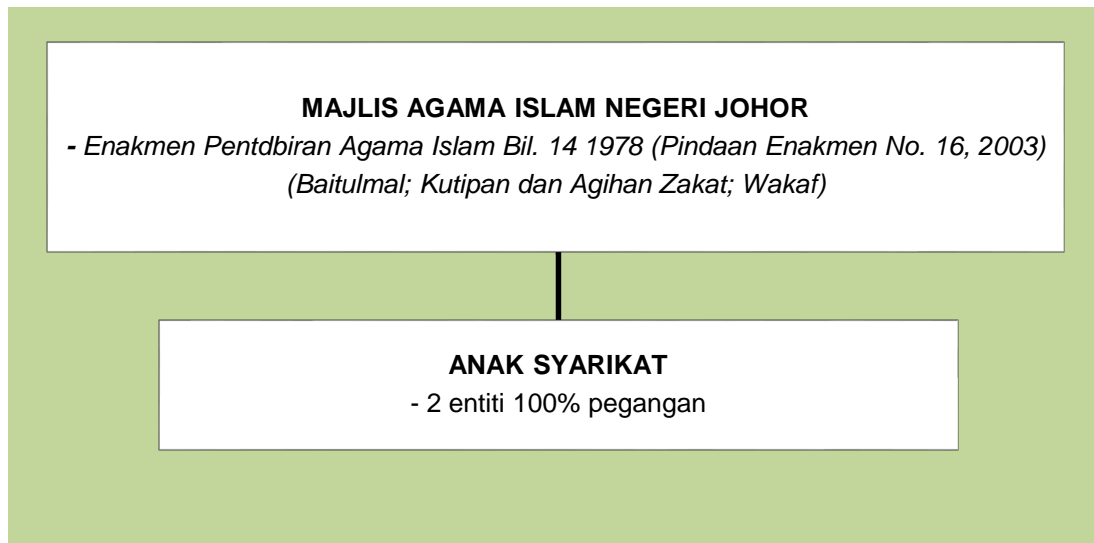 MAJLIS AGAMA ISLAM NEGERI JOHOR
- Enakmen Pentdbiran Agama Islam Bil. 14 1978 (Pindaan Enakmen No. 16, 2003)
(Baitulmal; Kutipan dan Agihan Zakat; Wakaf)
ANAK SYARIKAT
- 2 entiti 100% pegangan